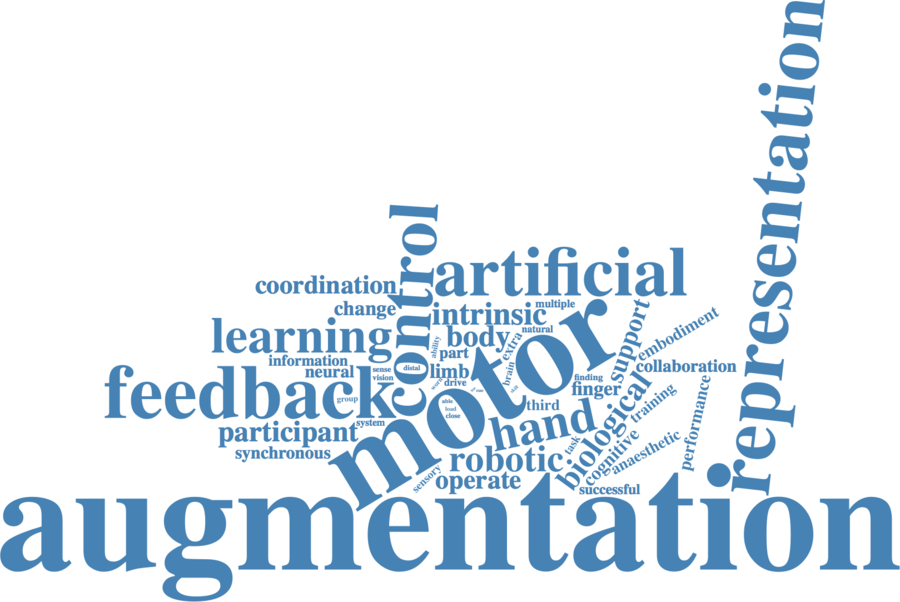 representation
control
artificial
coordination
multiple
change
intrinsic
support
embodiment
learning
natural
body
extra
ability
motor
part
information
neural
sense
distal
limb
brain
collaboration
vision
drive
finding
finger
feedback
group
able
load
close
third
hand
biological
training
performance
system
participant
task
cognitive
anaesthetic
synchronous
robotic
sensory
operate
successful
augmentation